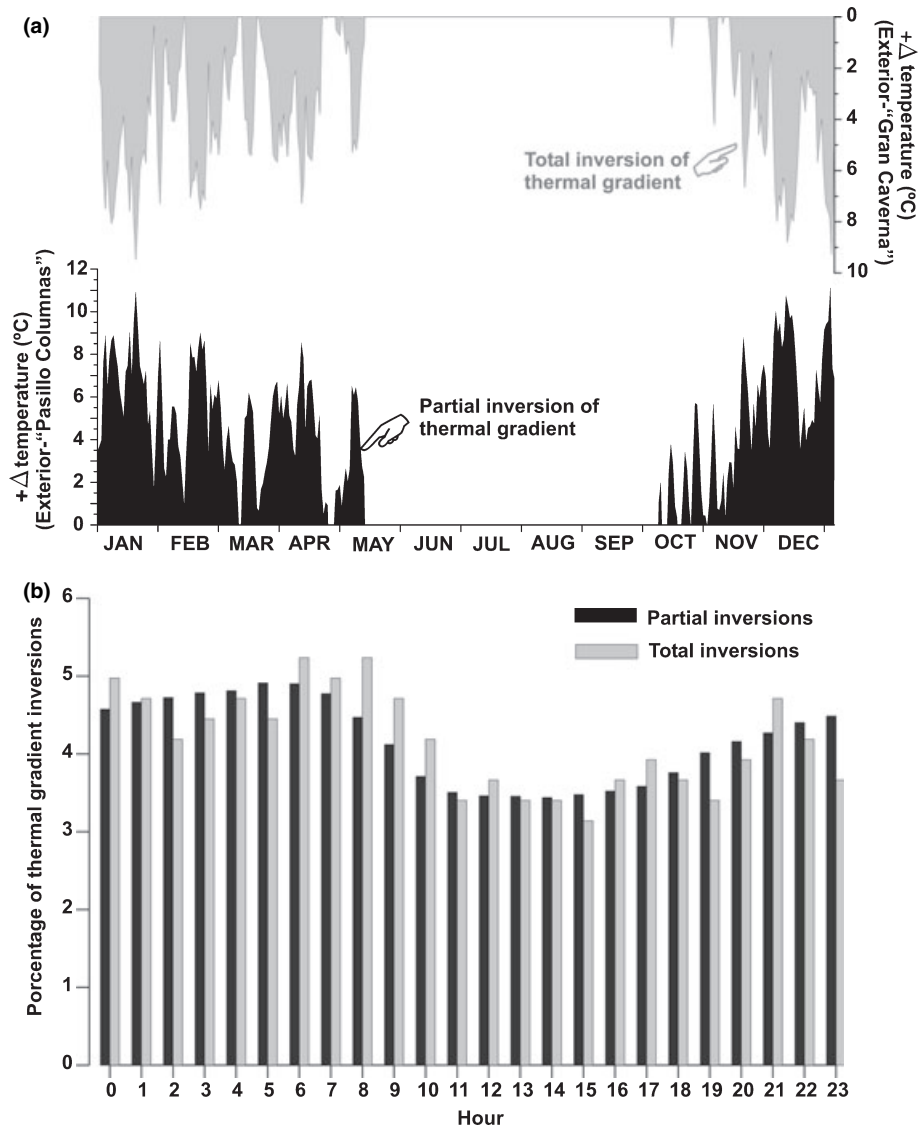 (a)
0
2
4
6
8
10
+Δ temperature (ºC)
(Exterior-“Gran Caverna”)
Total inversion of
thermal gradient
12
10
8
6
4
2
0
+Δ temperature (ºC)
(Exterior-“Pasillo Columnas”)
Partial inversion of
thermal gradient
JAN FEB MAR APR MAY JUN JUL AUG SEP OCT NOV DEC
(b)
6
5
4
3
2
1
0
Porcentage of thermal gradient inversions
Partial inversions
Total inversions
0 1 2 3 4 5 6 7 8 9 10 11 12 13 14 15 16 17 18 19 20 21 22 23
Hour